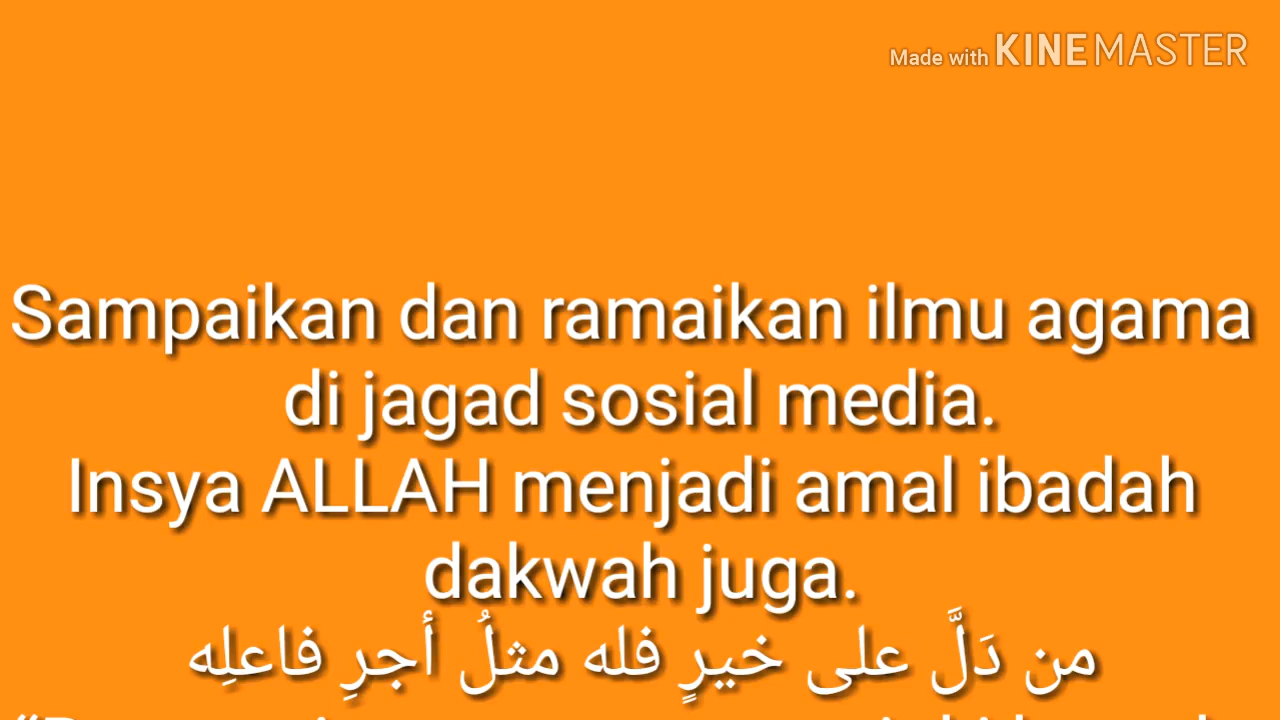 Made with KINEMASTER
Sampaikan dan ramaikan ilmu agama
di jagad sosial media.
Insya ALLAH menjadi amal ibadah
dakwah juga.
من دَلَّ على خيرٍ فله مثلُ أجرِ فاعلِه